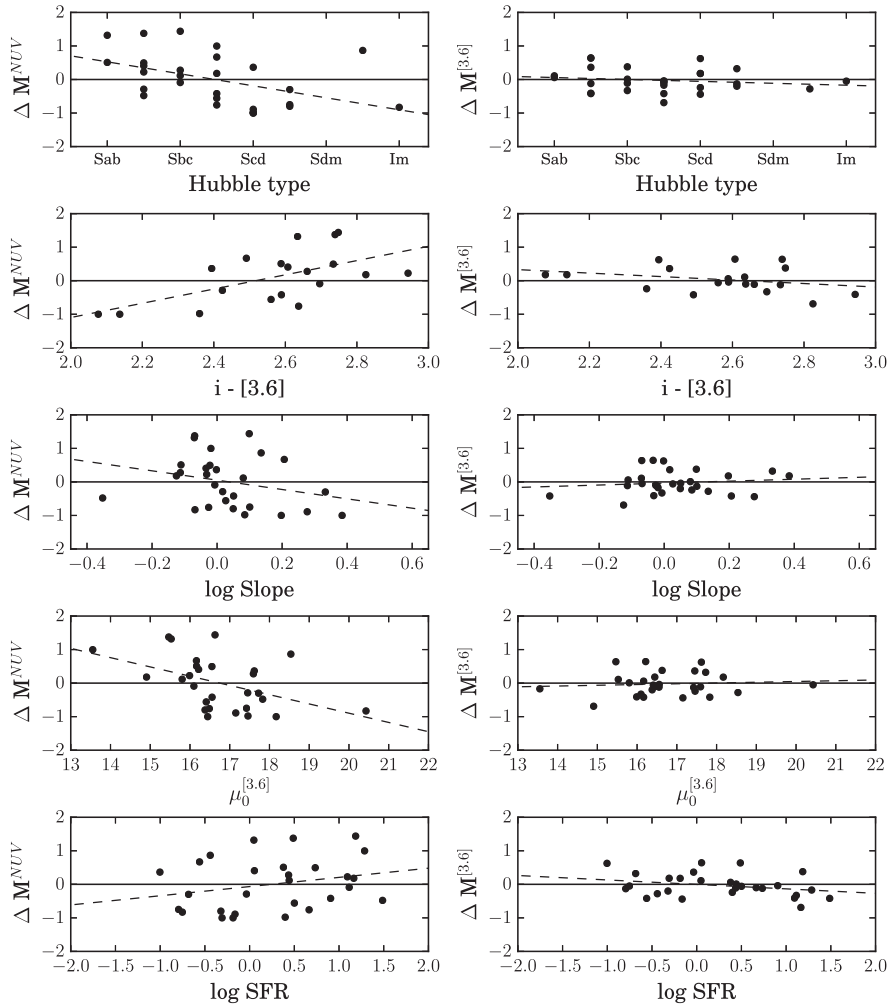 2
1
0
−1
−2
Δ M^{NUV}
Sab Sbc Scd Sdm Im
Hubble type
2
1
0
−1
−2
Δ M^{[3.6]}
Sab Sbc Scd Sdm Im
Hubble type
2
1
0
−1
−2
Δ M^{NUV}
2.0 2.2 2.4 2.6 2.8 3.0
i - [3.6]
2
1
0
−1
−2
Δ M^{[3.6]}
2.0 2.2 2.4 2.6 2.8 3.0
i - [3.6]
2
1
0
−1
−2
Δ M^{NUV}
−0.4 −0.2 0.0 0.2 0.4 0.6
log Slope
2
1
0
−1
−2
Δ M^{[3.6]}
−0.4 −0.2 0.0 0.2 0.4 0.6
log Slope
2
1
0
−1
−2
Δ M^{NUV}
13 14 15 16 17 18 19 20 21 22
μ_0^{[3.6]}
2
1
0
−1
−2
Δ M^{[3.6]}
13 14 15 16 17 18 19 20 21 22
μ_0^{[3.6]}
2
1
0
−1
−2
Δ M^{NUV}
−2.0 −1.5 −1.0 −0.5 0.0 0.5 1.0 1.5 2.0
log SFR
2
1
0
−1
−2
Δ M^{[3.6]}
−2.0 −1.5 −1.0 −0.5 0.0 0.5 1.0 1.5 2.0
log SFR